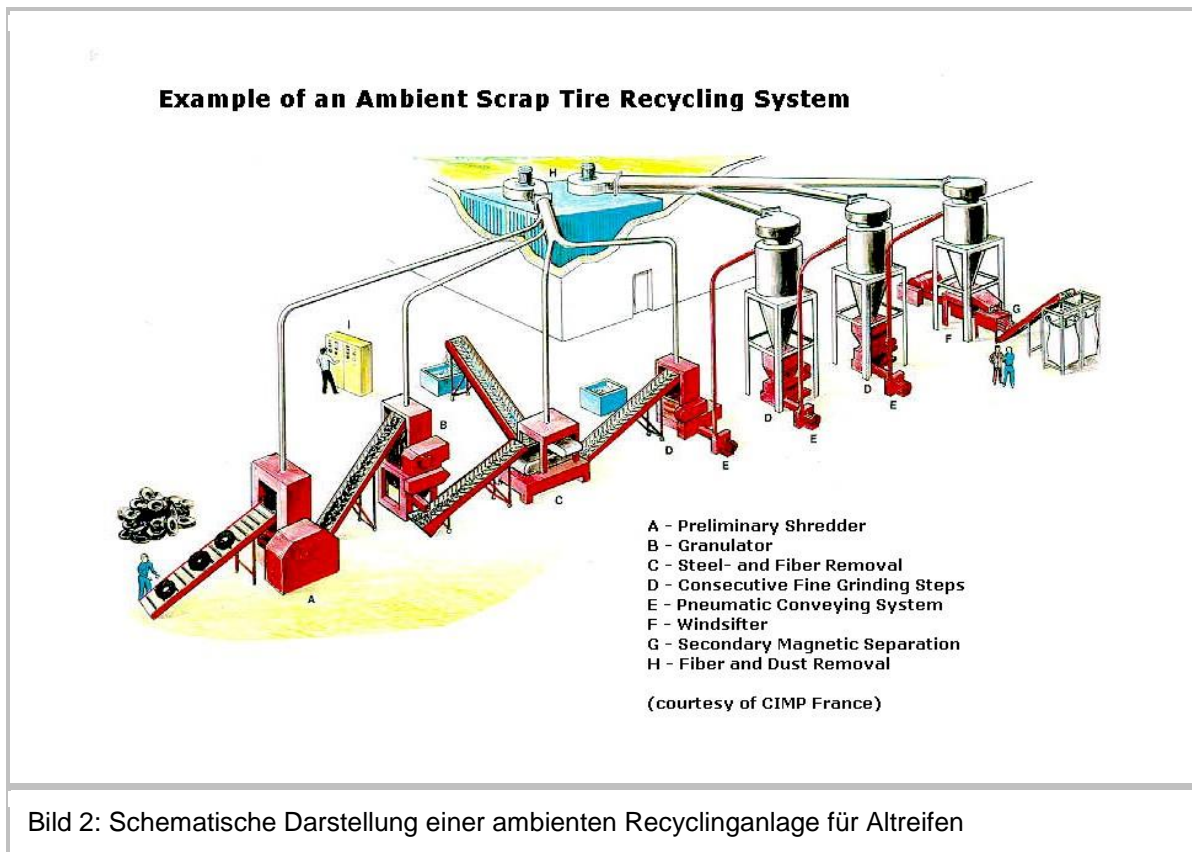 Example of an Ambient Scrap Tire Recycling System
H
I
B
G
F
D
E
D
E
D
E
C
A
A - Preliminary Shredder
B - Granulator
C - Steel- and Fiber Removal
D - Consecutive Fine Grinding Steps
E - Pneumatic Conveying System
F - Windsifter
G - Secondary Magnetic Separation
H - Fiber and Dust Removal
(courtesy of CIMP France)
Bild 2: Schematische Darstellung einer ambienten Recyclinganlage für Altreifen